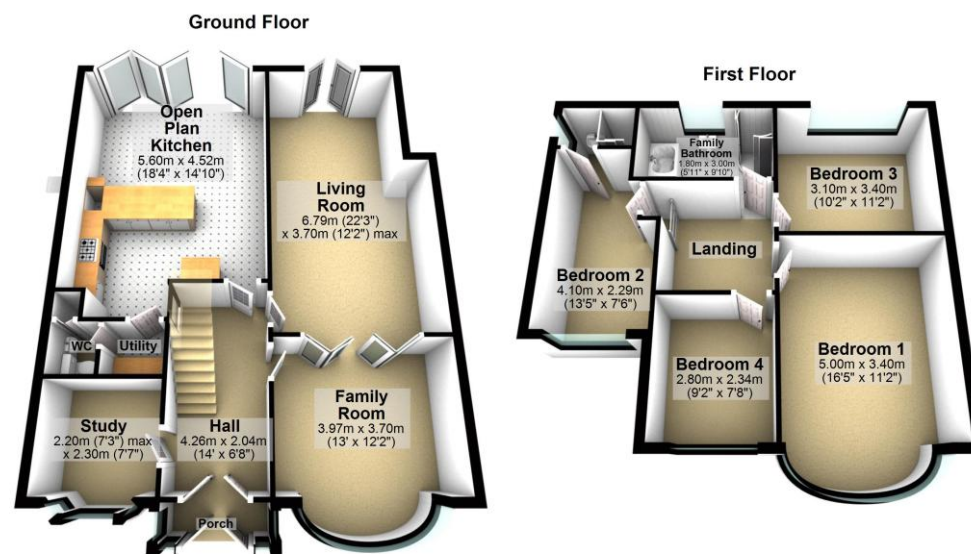 Ground Floor
Open
Plan
Kitchen
5.60m x 4.52m
(18'4" x 14'10")
Living
Room
6.79m (22'3")
x 3.70m (12'2") max
WC
Utility
Study
2.20m (7'3") max
x 2.30m (7'7")
Hall
4.26m x 2.04m
(14' x 6'8")
Family
Room
3.97m x 3.70m
(13' x 12'2")
Porch
First Floor
Family
Bathroom
1.80m x 3.00m
(5'11" x 9'10")
Bedroom 3
3.10m x 3.40m
(10'2" x 11'2")
Landing
Bedroom 2
4.10m x 2.29m
(13'5" x 7'6")
Bedroom 4
2.80m x 2.34m
(9'2" x 7'8")
Bedroom 1
5.00m x 3.40m
(16'5" x 11'2")